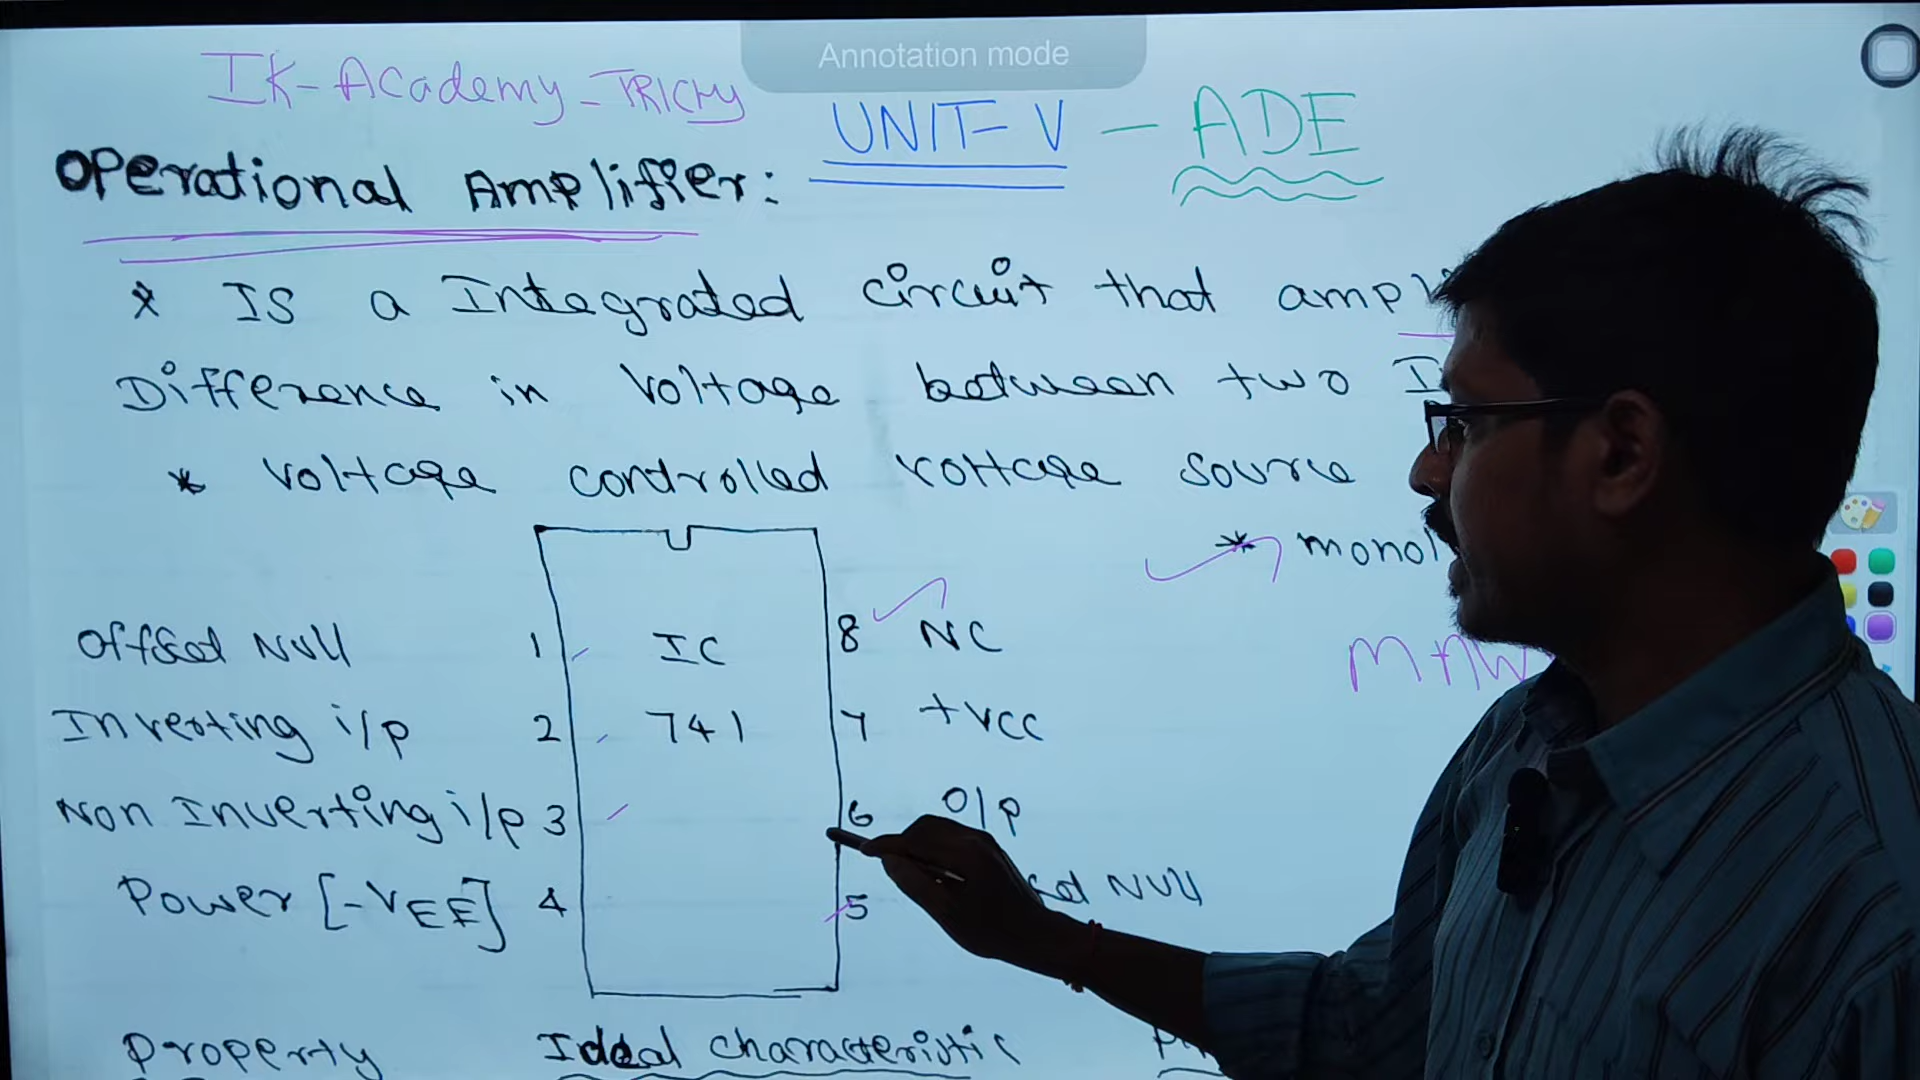 Annotation mode
IK-Academy-TRICHY
UNIT-V - ADE
Operational Amplifier:
* IS a Integrated circuit that
Difference in Voltage between two
* Voltage controlled voltage source
*
Offset Null 1 IC 8 NC
Inverting i/p 2 741 7 +VCC
Non Inverting i/p 3 6 O/p
Power [-VEE] 4 5 Null
Property Ideal characteristic